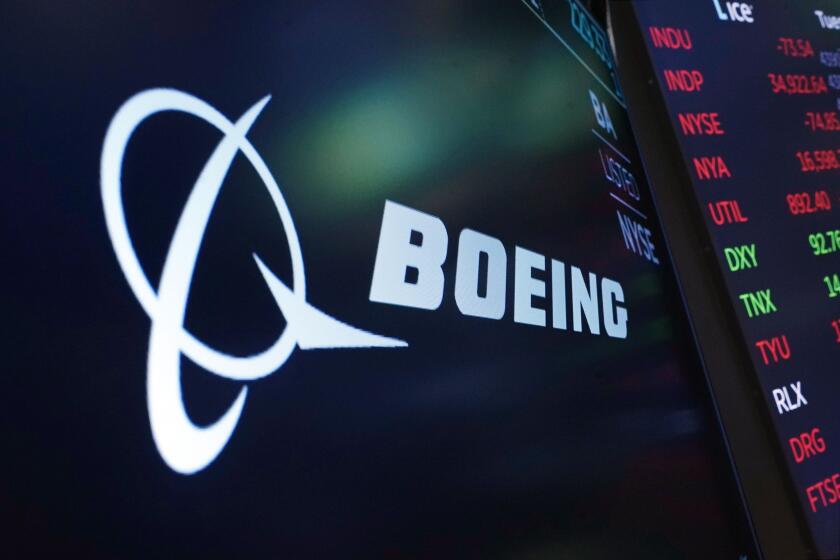 BOEING
BA
LISTED
NYSE
ice
Tue
INDU -73.54
INDP 34,922.64
NYSE -74.85
NYA 16,598
UTIL 892.40
DXY 92.76
TNX 14
TYU
RLX
DRG
FTSE